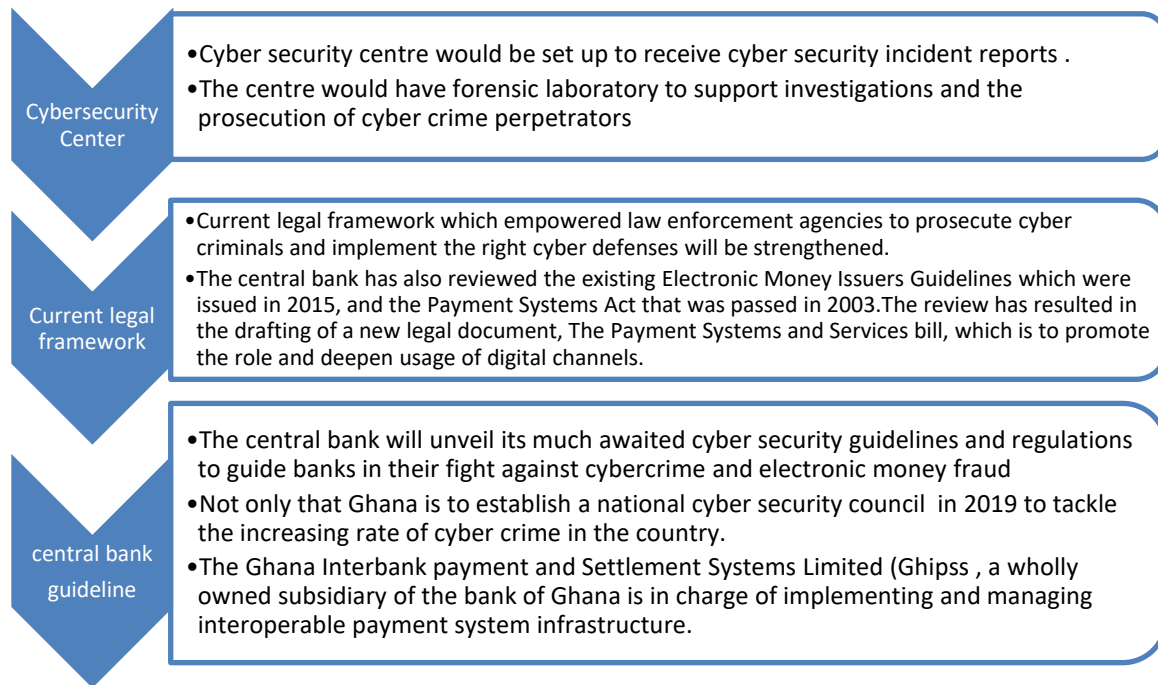 Cybersecurity
Center
•Cyber security centre would be set up to receive cyber security incident reports .
•The centre would have forensic laboratory to support investigations and the
prosecution of cyber crime perpetrators
Current legal
framework
•Current legal framework which empowered law enforcement agencies to prosecute cyber
criminals and implement the right cyber defenses will be strengthened.
•The central bank has also reviewed the existing Electronic Money Issuers Guidelines which were
issued in 2015, and the Payment Systems Act that was passed in 2003.The review has resulted in
the drafting of a new legal document, The Payment Systems and Services bill, which is to promote
the role and deepen usage of digital channels.
central bank
guideline
•The central bank will unveil its much awaited cyber security guidelines and regulations
to guide banks in their fight against cybercrime and electronic money fraud
•Not only that Ghana is to establish a national cyber security council  in 2019 to tackle
the increasing rate of cyber crime in the country.
•The Ghana Interbank payment and Settlement Systems Limited (Ghipss , a wholly
owned subsidiary of the bank of Ghana is in charge of implementing and managing
interoperable payment system infrastructure.